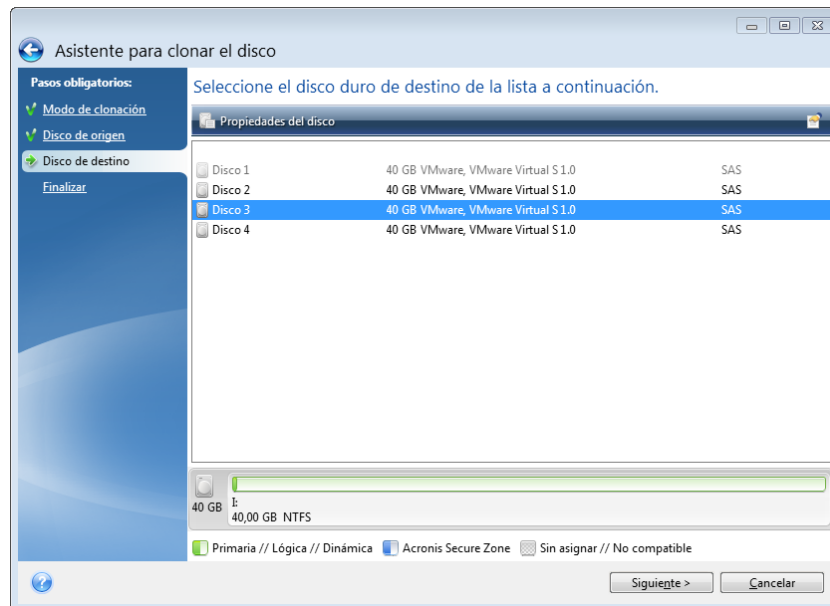 Asistente para clonar el disco
Pasos obligatorios:
Modo de clonación
Disco de origen
Disco de destino
Finalizar
Seleccione el disco duro de destino de la lista a continuación.
Propiedades del disco
Disco 1 40 GB VMware, VMware Virtual S 1.0 SAS
Disco 2 40 GB VMware, VMware Virtual S 1.0 SAS
Disco 3 40 GB VMware, VMware Virtual S 1.0 SAS
Disco 4 40 GB VMware, VMware Virtual S 1.0 SAS
40 GB
I:
40,00 GB NTFS
Primaria // Lógica // Dinámica Acronis Secure Zone Sin asignar // No compatible
Siguiente > Cancelar